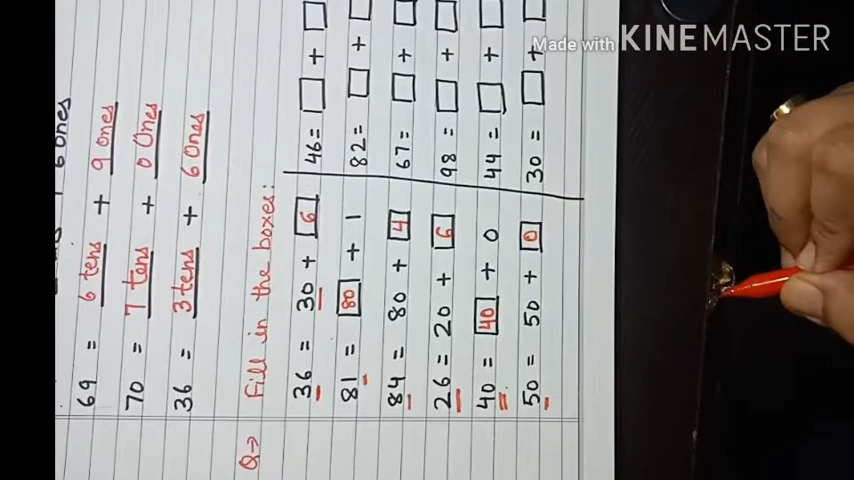 6 ones
69 = 6 tens + 9 ones
70 = 7 tens + 0 Ones
36 = 3 tens + 6 Ones
Q→ Fill in the boxes:
36 = 30 + 6
81 = 80 + 1
84 = 80 + 4
26 = 20 + 6
40 = 40 + 0
50 = 50 + 0
46 = □ + □
82 = □ + □
67 = □ + □
98 = □ + □
44 = □ + □
30 = □ + □
Made with KINEMASTER